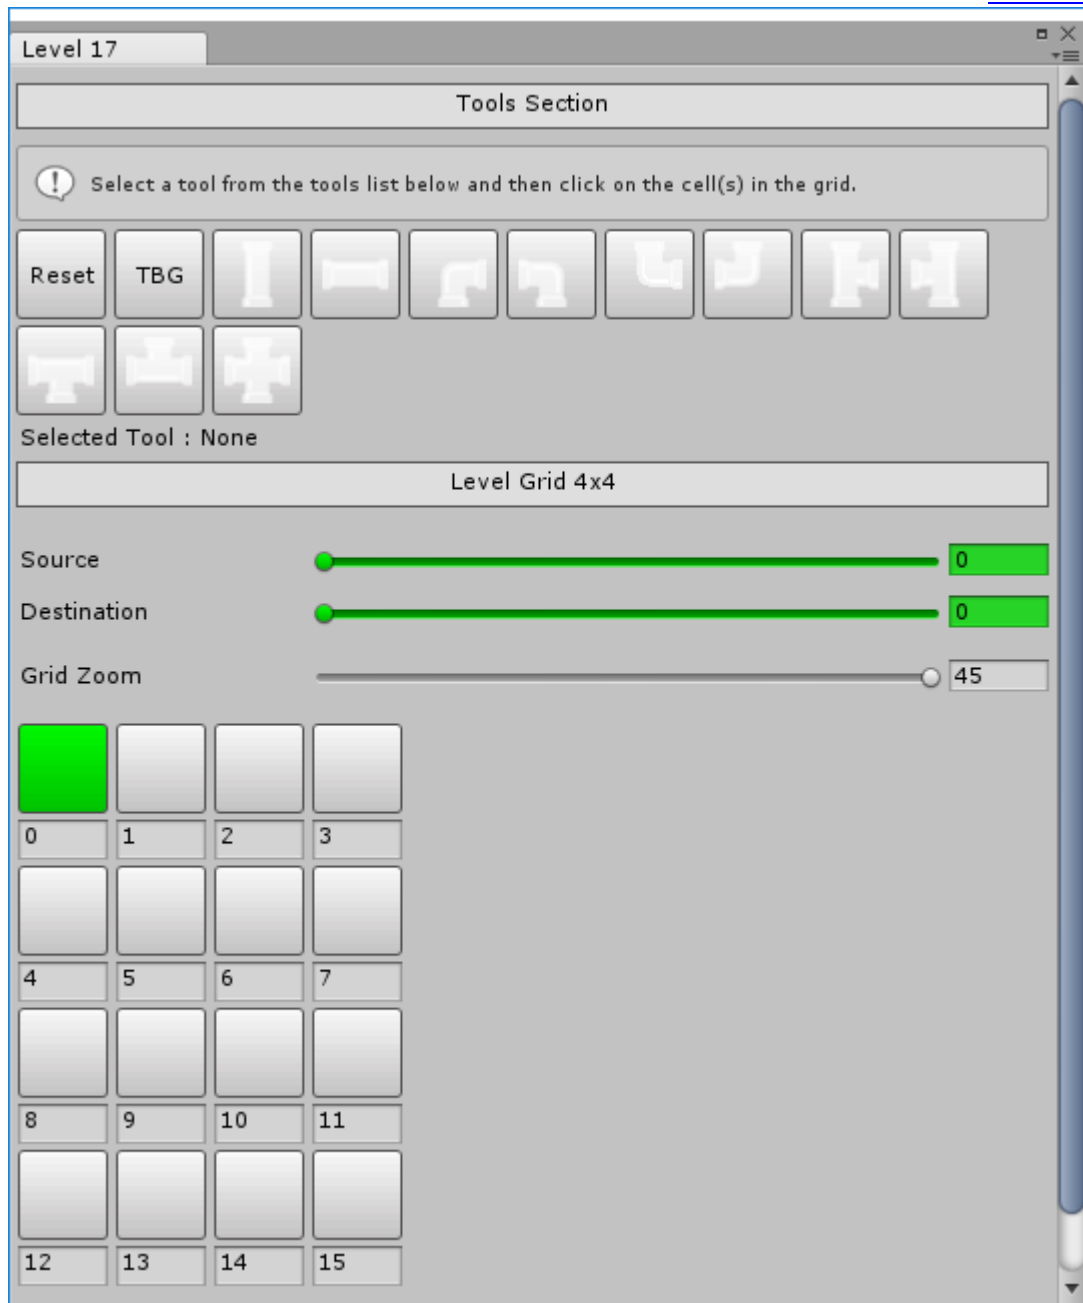 Level 17
Tools Section
Select a tool from the tools list below and then click on the cell(s) in the grid.
Reset TBG
Selected Tool : None
Level Grid 4x4
Source 0
Destination 0
Grid Zoom 45
0 1 2 3
4 5 6 7
8 9 10 11
12 13 14 15